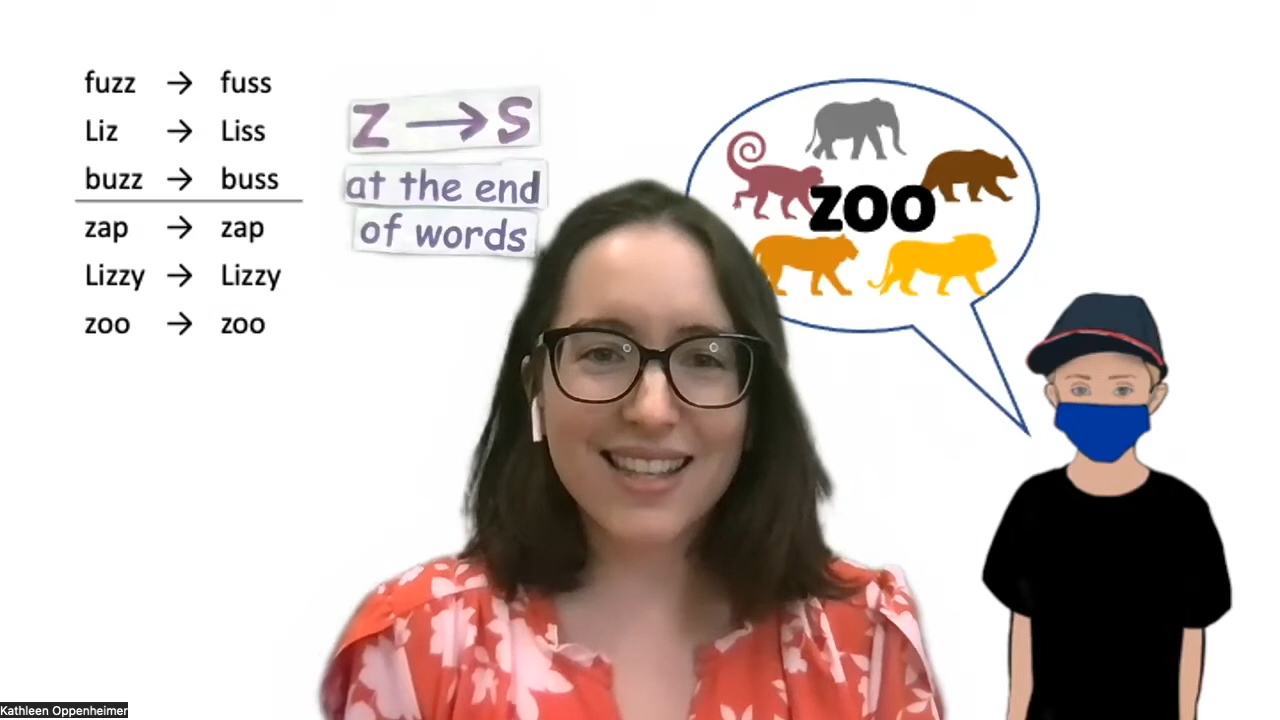 fuzz → fuss
Liz → Liss
buzz → buss
zap → zap
Lizzy → Lizzy
zoo → zoo
z → s
at the end
of words
zoo
Kathleen Oppenheimer